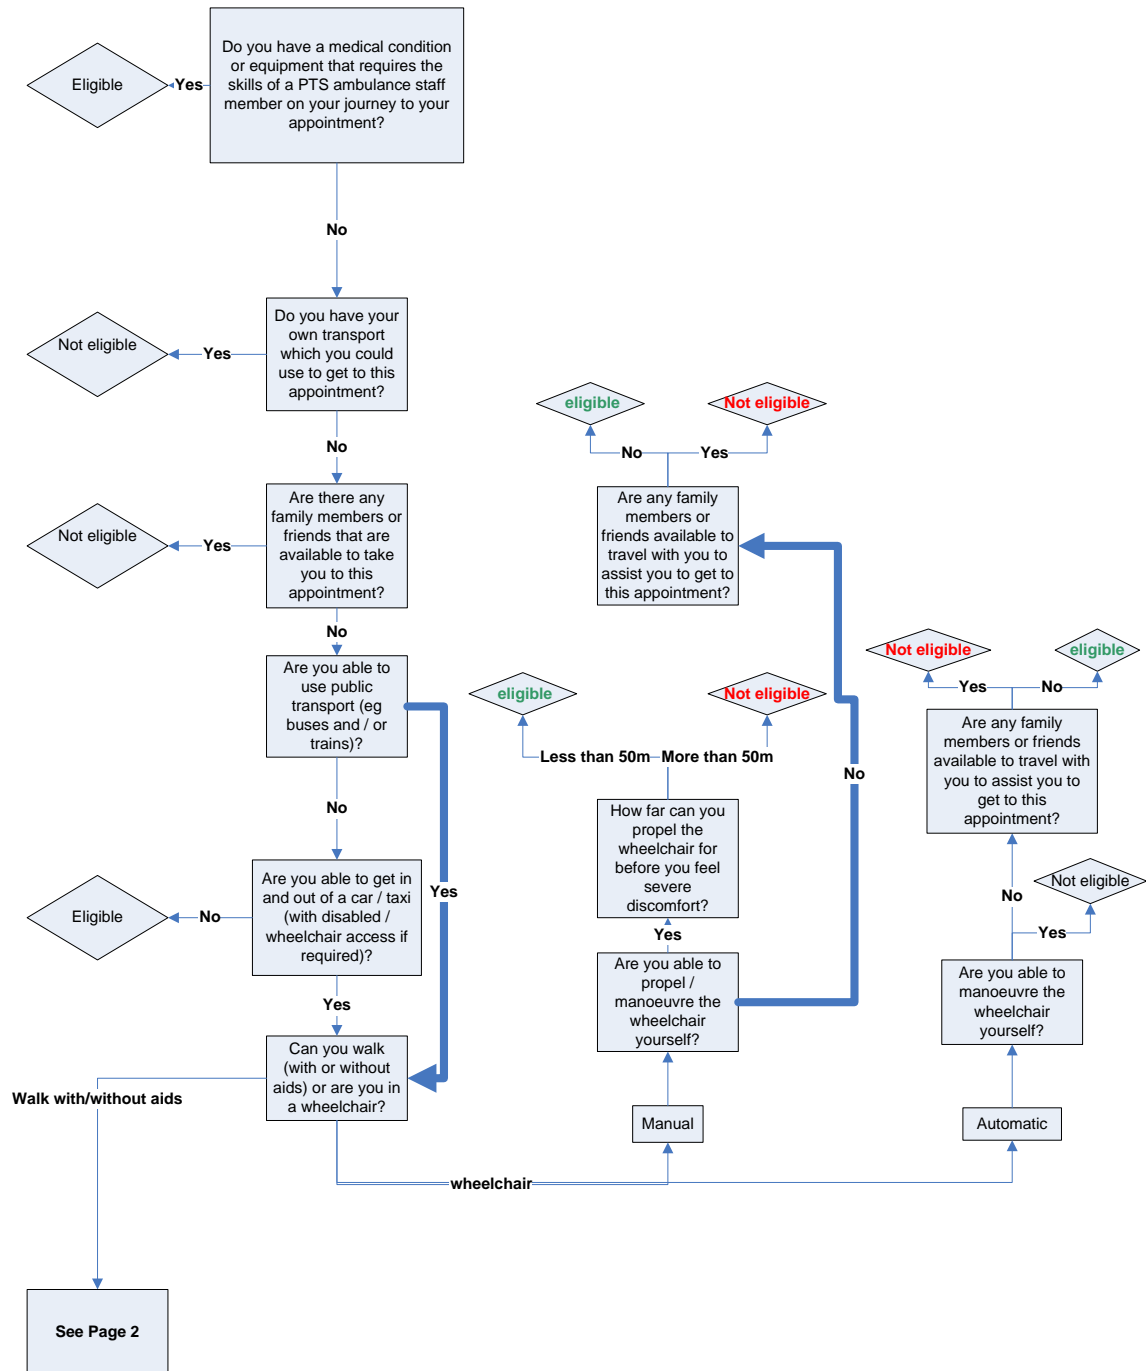 Do you have a medical condition
or equipment that requires the
skills of a PTS ambulance staff
member on your journey to your
appointment?
Eligible
Yes
No
Do you have your
own transport
which you could
use to get to this
appointment?
Not eligible
Yes
No
Are there any
family members or
friends that are
available to take
you to this
appointment?
Not eligible
Yes
No
Are you able to
use public
transport (eg
buses and / or
trains)?
No
Yes
Are you able to get in
and out of a car / taxi
(with disabled /
wheelchair access if
required)?
Eligible
No
Yes
Can you walk
(with or without
aids) or are you in
a wheelchair?
Walk with/without aids
wheelchair
See Page 2
eligible
Not eligible
No
Yes
Are any family
members or
friends available to
travel with you to
assist you to get to
this appointment?
No
eligible
Not eligible
Less than 50m
More than 50m
How far can you
propel the
wheelchair for
before you feel
severe
discomfort?
Yes
Are you able to
propel /
manoeuvre the
wheelchair
yourself?
Manual
Not eligible
eligible
Yes
No
Are any family
members or friends
available to travel with
you to assist you to
get to this
appointment?
Not eligible
No
Yes
Are you able to
manoeuvre the
wheelchair
yourself?
Automatic